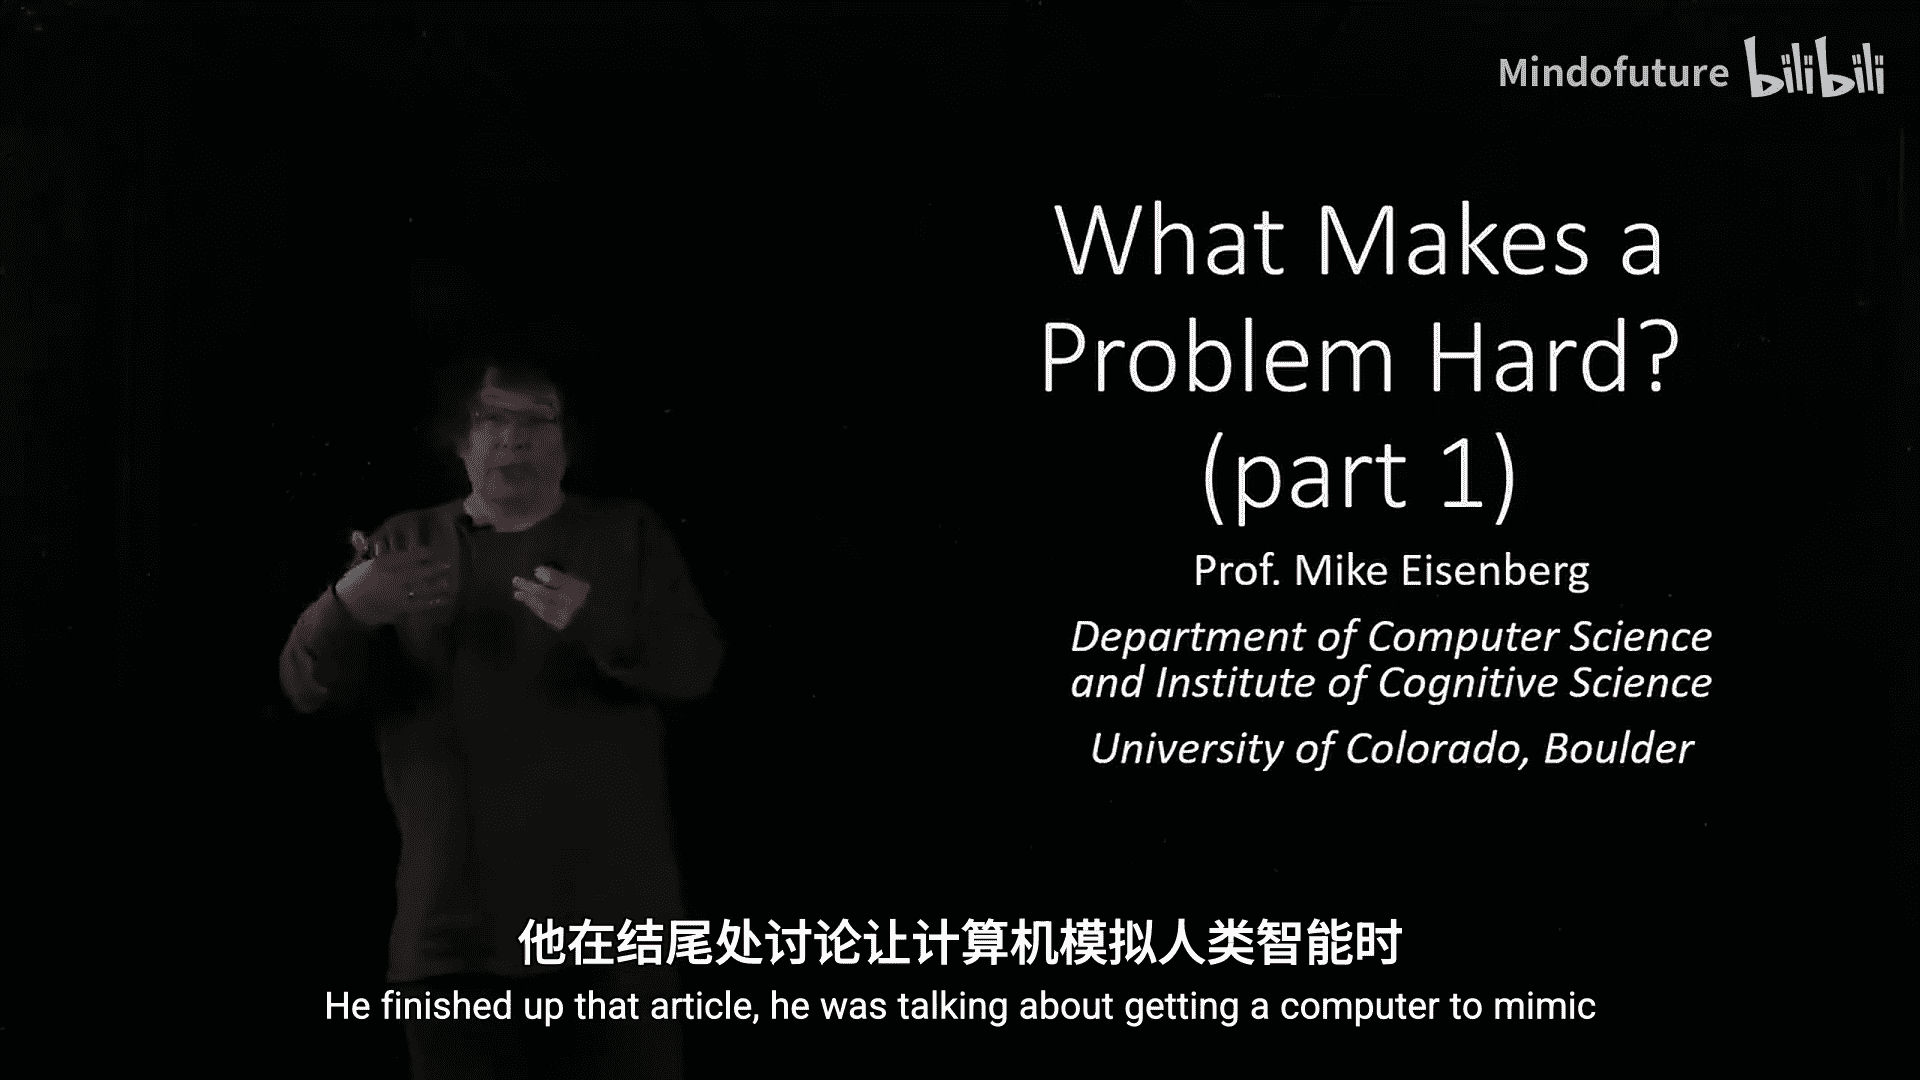 Mindofuture bilibili
What Makes a
Problem Hard?
(part 1)
Prof. Mike Eisenberg
Department of Computer Science
and Institute of Cognitive Science
University of Colorado, Boulder
他在结尾处讨论让计算机模拟人类智能时
He finished up that article, he was talking about getting a computer to mimic